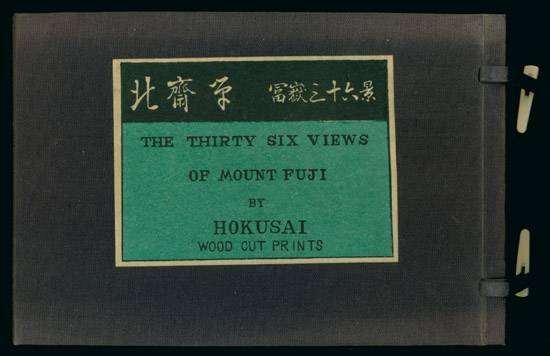 北齋筆 冨嶽三十六景
THE THIRTY SIX VIEWS
OF MOUNT FUJI
BY
HOKUSAI
WOOD CUT PRINTS